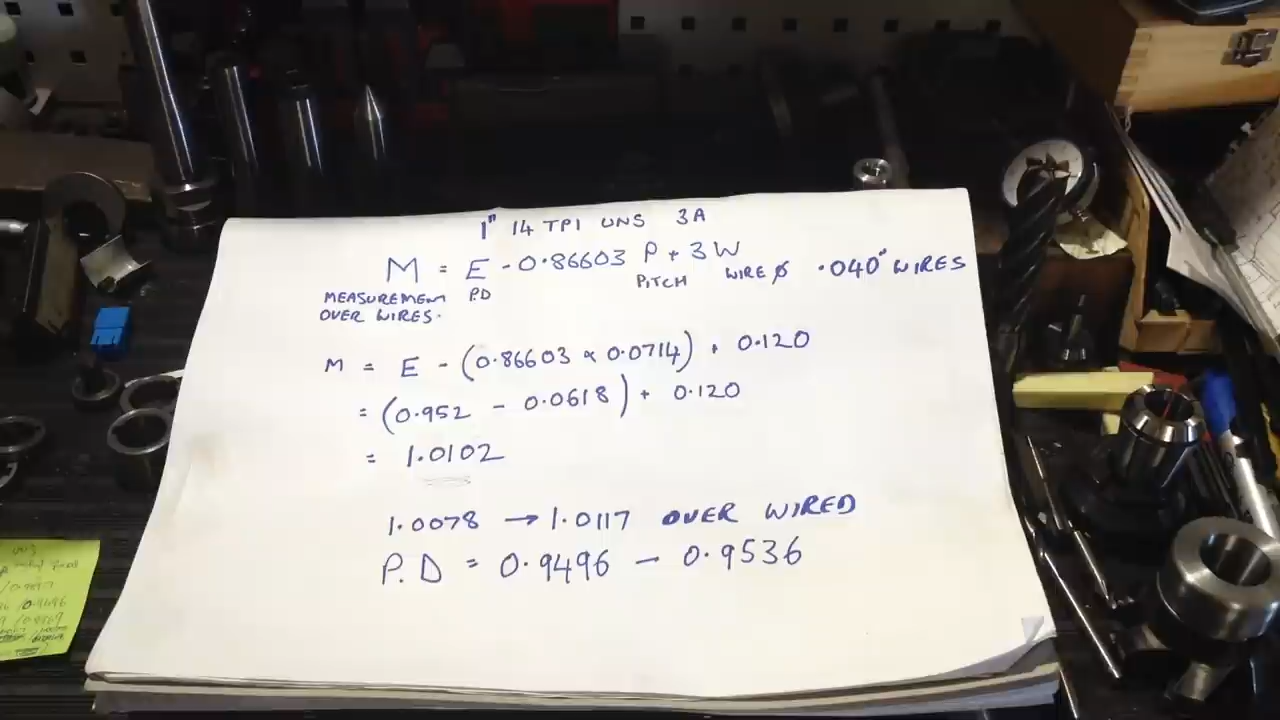 1" 14 TPI UNS 3A
M = E - 0.86603 P + 3W
MEASUREMEM PD PITCH WIRE ϕ .040" WIRES
OVER WIRES.
M = E - (0.86603 x 0.0714) + 0.120
= (0.952 - 0.0618) + 0.120
= 1.0102
1.0078 → 1.0117 OVER WIRED
P.D = 0.9496 - 0.9536